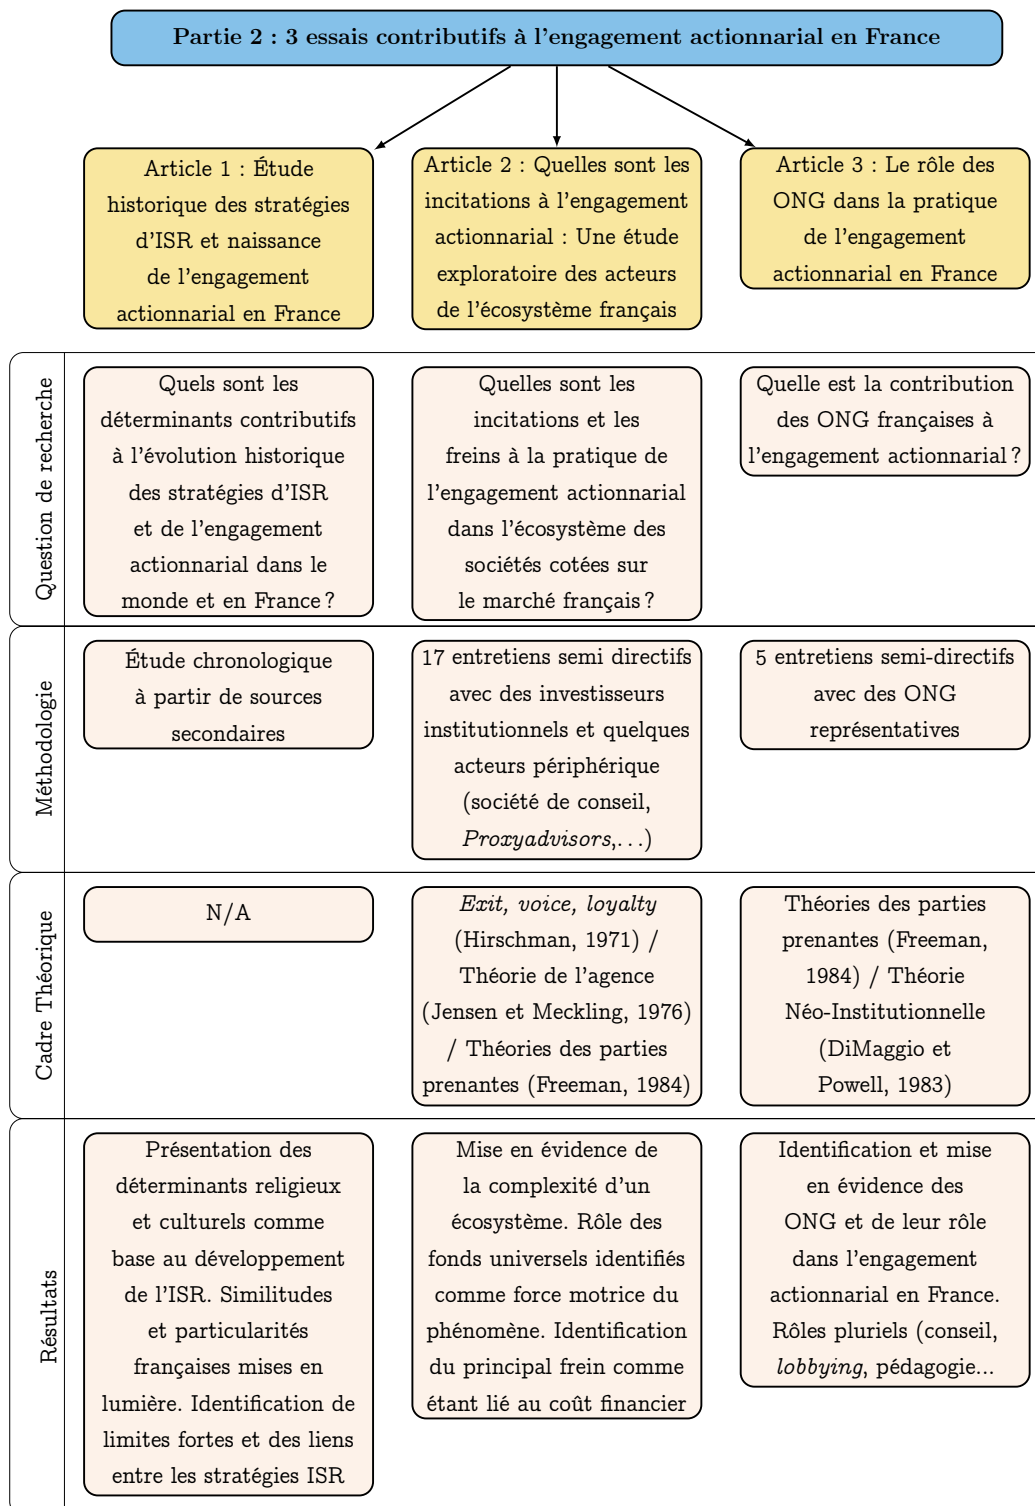 Partie 2 : 3 essais contributifs à l'engagement actionnarial en France
Article 1 : Étude
historique des stratégies
d'ISR et naissance
de l'engagement
actionnarial en France
Article 2 : Quelles sont les
incitations à l'engagement
actionnarial : Une étude
exploratoire des acteurs
de l'écosystème français
Article 3 : Le rôle des
ONG dans la pratique
de l'engagement
actionnarial en France
Question de recherche
Quels sont les
déterminants contributifs
à l'évolution historique
des stratégies d'ISR
et de l'engagement
actionnarial dans le
monde et en France ?
Quelles sont les
incitations et les
freins à la pratique de
l'engagement actionnarial
dans l'écosystème des
sociétés cotées sur
le marché français ?
Quelle est la contribution
des ONG françaises à
l'engagement actionnarial ?
Méthodologie
Étude chronologique
à partir de sources
secondaires
17 entretiens semi directifs
avec des investisseurs
institutionnels et quelques
acteurs périphérique
(société de conseil,
Proxyadvisors,...)
5 entretiens semi-directifs
avec des ONG
représentatives
Cadre Théorique
N/A
Exit, voice, loyalty
(Hirschman, 1971) /
Théorie de l'agence
(Jensen et Meckling, 1976)
/ Théories des parties
prenantes (Freeman, 1984)
Théories des parties
prenantes (Freeman,
1984) / Théorie
Néo-Institutionnelle
(DiMaggio et
Powell, 1983)
Résultats
Présentation des
déterminants religieux
et culturels comme
base au développement
de l'ISR. Similitudes
et particularités
françaises mises en
lumière. Identification de
limites fortes et des liens
entre les stratégies ISR
Mise en évidence de
la complexité d'un
écosystème. Rôle des
fonds universels identifiés
comme force motrice du
phénomène. Identification
du principal frein comme
étant lié au coût financier
Identification et mise
en évidence des
ONG et de leur rôle
dans l'engagement
actionnarial en France.
Rôles pluriels (conseil,
lobbying, pédagogie...